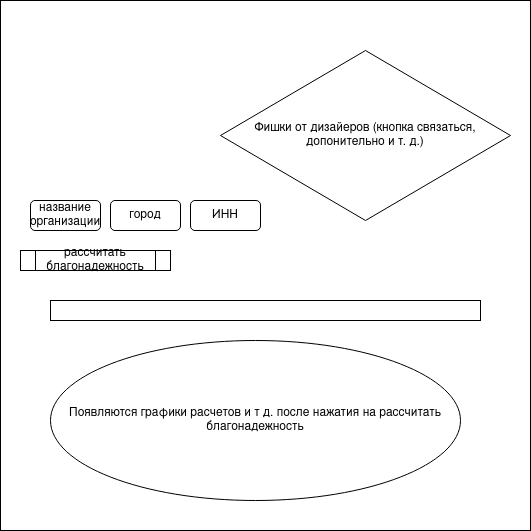 Фишки от дизайеров (кнопка связаться,
допонительно и т. д.)
название
организации
город
ИНН
рассчитать
благонадежность
Появляются графики расчетов и т д. после нажатия на рассчитать
благонадежность